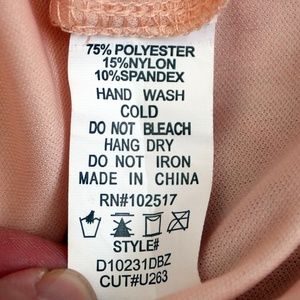 75% POLYESTER
15%NYLON
10%SPANDEX
HAND WASH
COLD
DO NOT BLEACH
HANG DRY
DO NOT IRON
MADE IN CHINA
RN#102517
STYLE#
D10231DBZ
CUT#U263